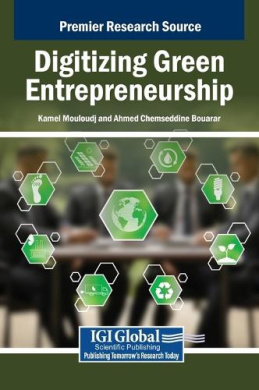 Premier Research Source
Digitizing Green
Entrepreneurship
Kamel Mouloudj and Ahmed Chemseddine Bouarar
IGI Global
Scientific Publishing
Publishing Tomorrow's Research Today